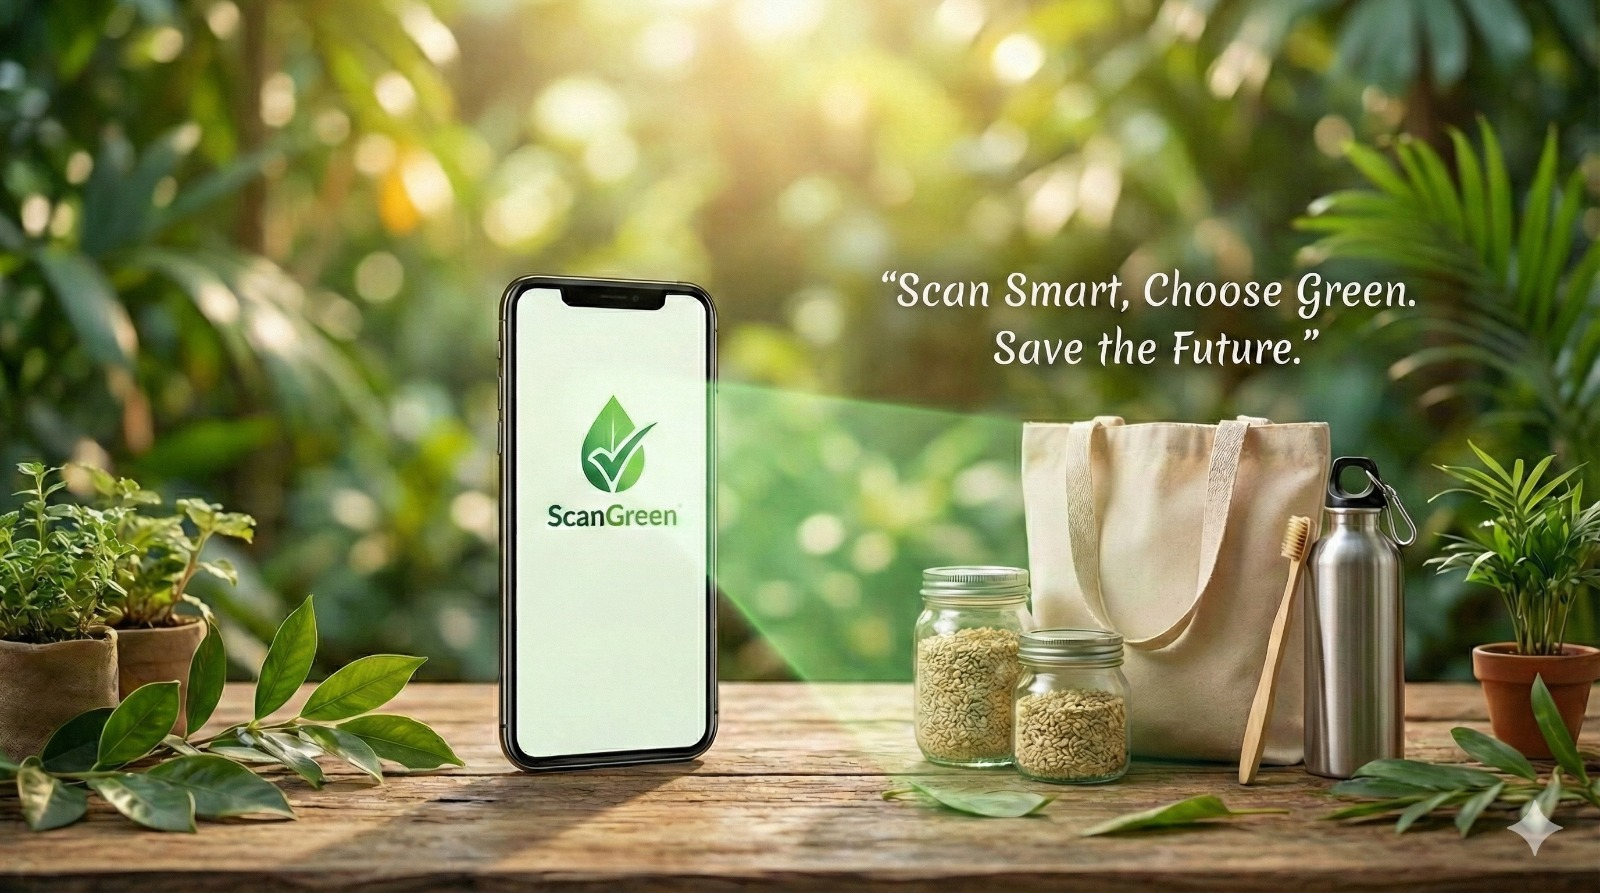 “Scan Smart, Choose Green.
Save the Future.”
ScanGreen